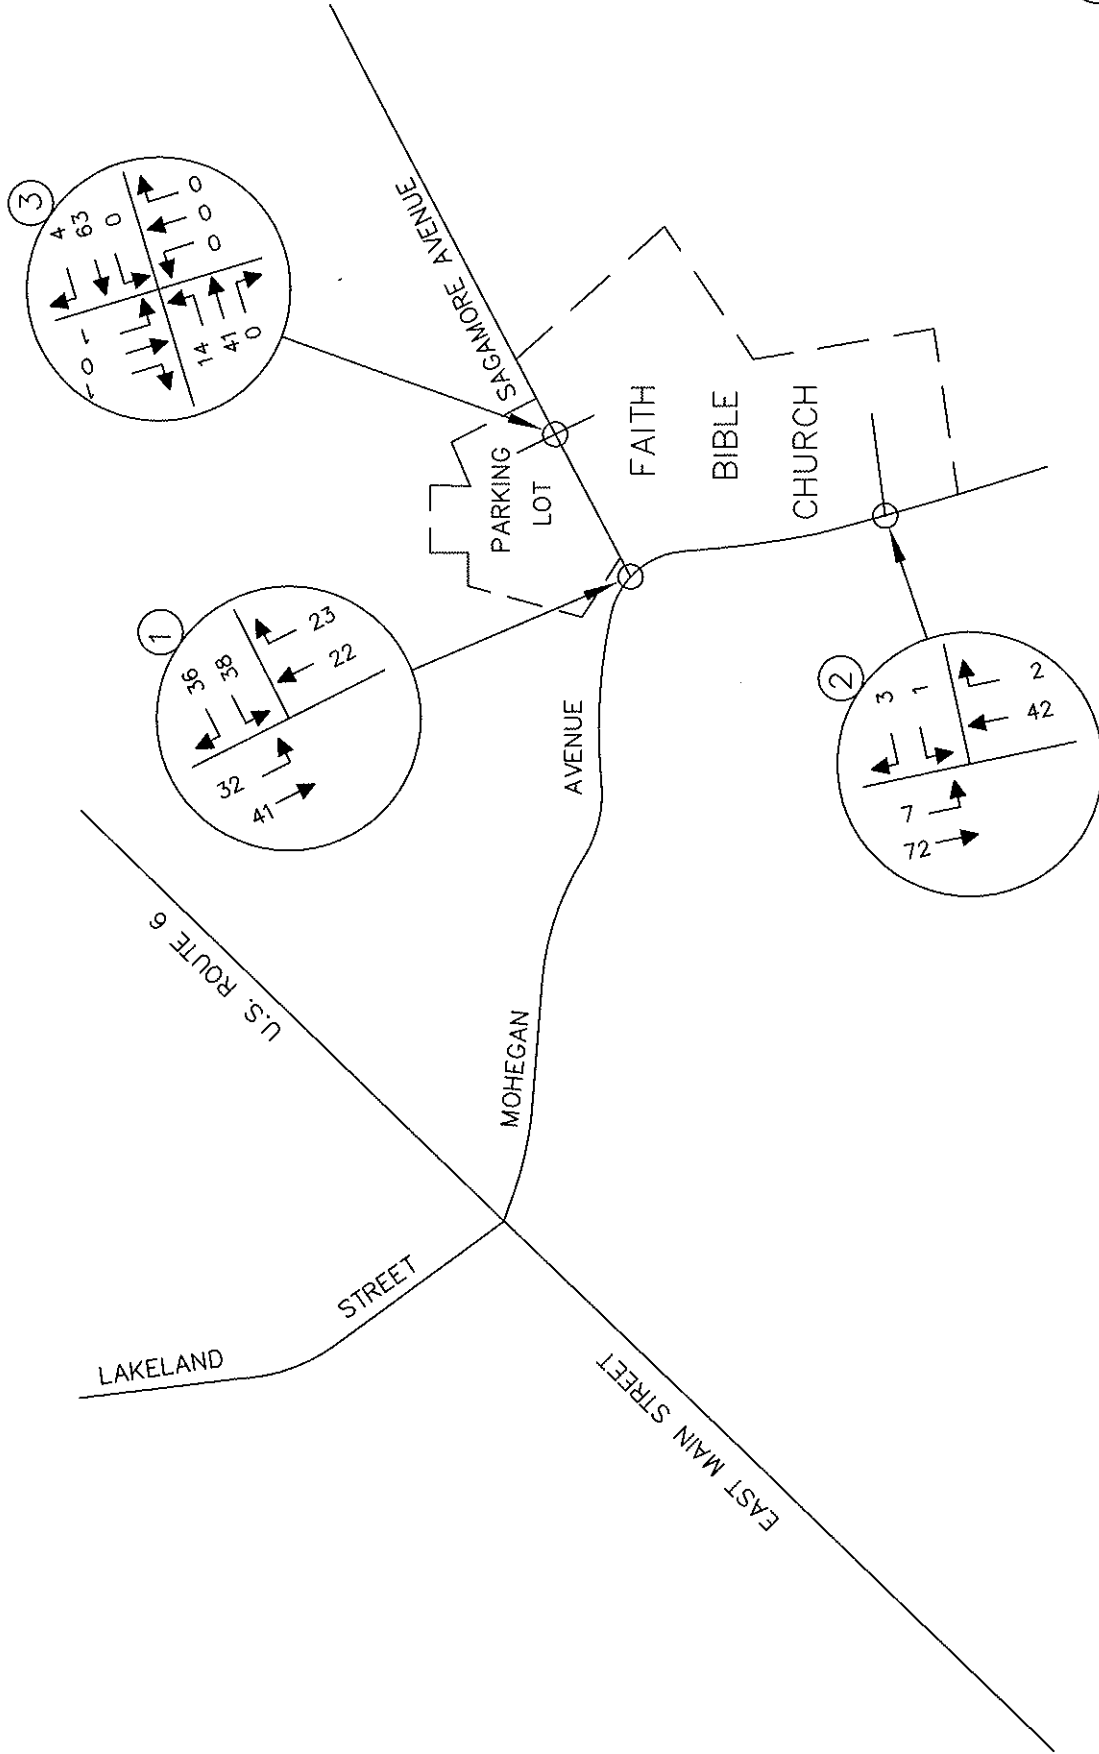 3
4
63
0
1
0
1
14
41
0
0
0
0
SAGAMORE AVENUE
PARKING
LOT
FAITH
BIBLE
CHURCH
1
36
38
32
41
23
22
U.S. ROUTE 6
MOHEGAN
AVENUE
2
3
1
7
72
2
42
LAKELAND
STREET
EAST MAIN STREET